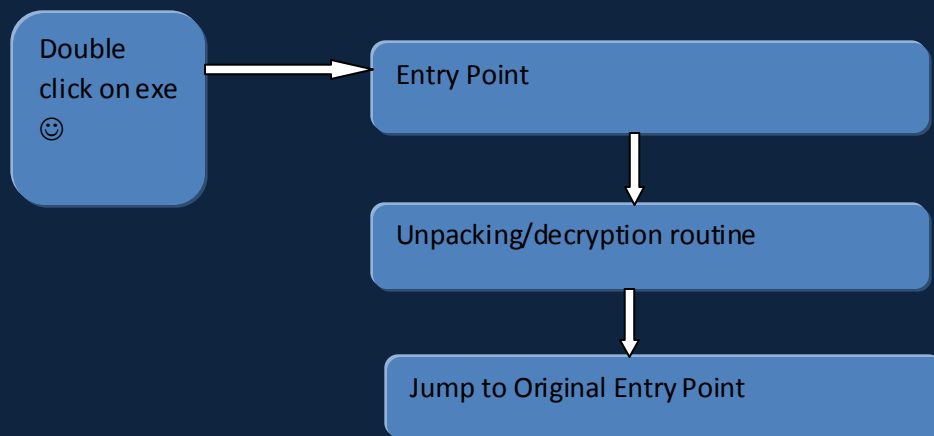 Double
click on exe
☺
Entry Point
Unpacking/decryption routine
Jump to Original Entry Point